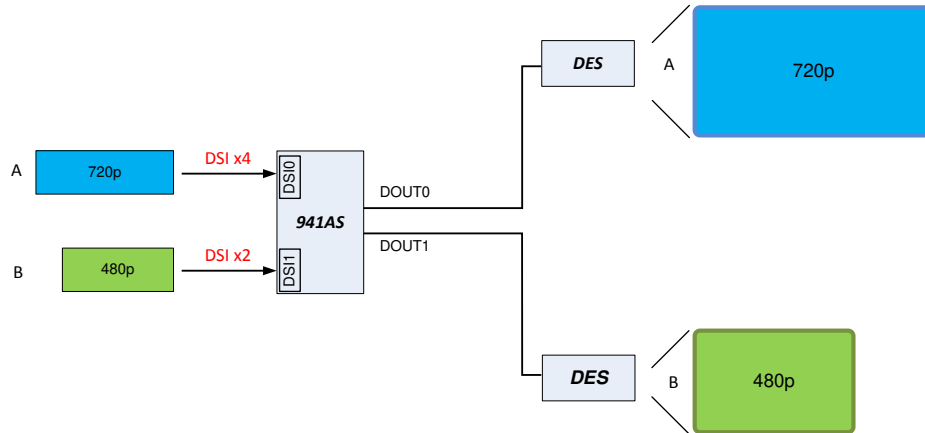 DES
A
720p
A
720p
DSI x4
DSI0
DOUT0
941AS
DOUT1
B
480p
DSI x2
DSI1
DES
B
480p